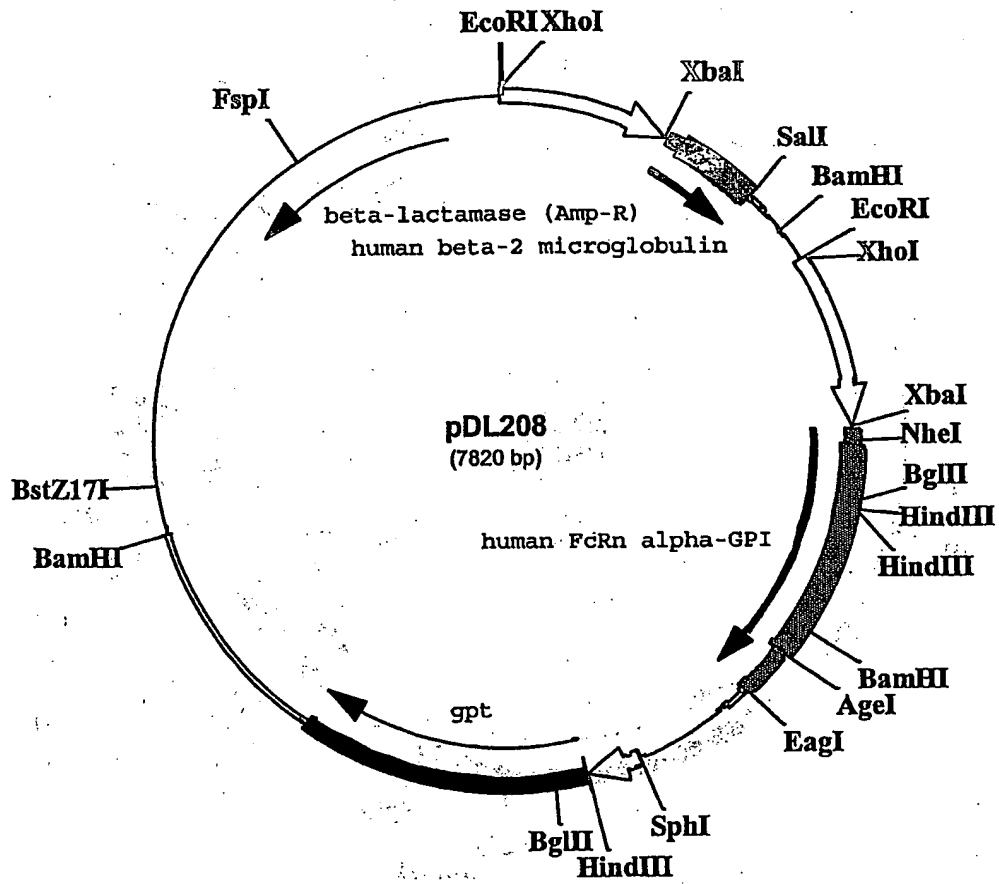 EcoRI XhoI
XbaI
FspI
SalI
BamHI
beta-lactamase (Amp-R)
EcoRI
human beta-2 microglobulin
XhoI
XbaI
pDL208
NheI
(7820 bp)
BglII
BstZ17I
HindIII
human FcRn alpha-GPI
BamHI
HindIII
BamHI
AgeI
gpt
EagI
SphI
BglII
HindIII